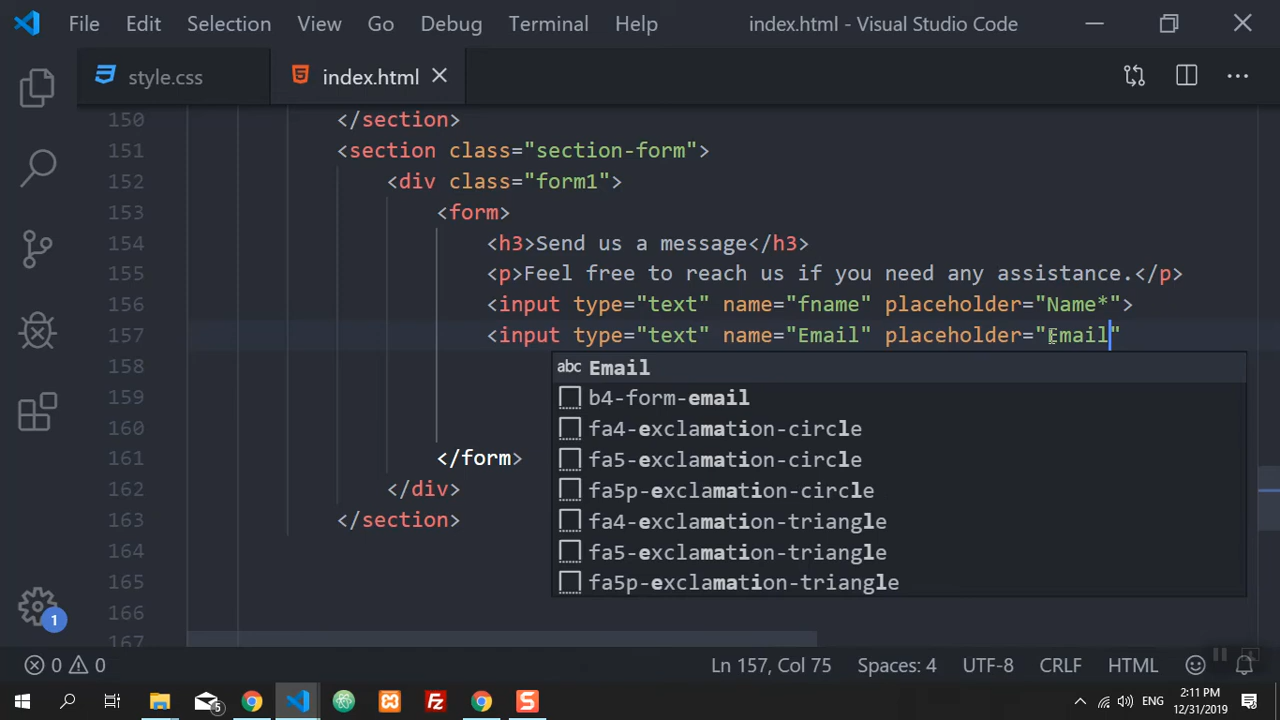 File Edit Selection View Go Debug Terminal Help index.html - Visual Studio Code
style.css index.html
150 </section>
151 <section class="section-form">
152 <div class="form1">
153 <form>
154 <h3>Send us a message</h3>
155 <p>Feel free to reach us if you need any assistance.</p>
156 <input type="text" name="fname" placeholder="Name*">
157 <input type="text" name="Email" placeholder="Email"
158 abc Email
159 b4-form-email
160 fa4-exclamation-circle
fa5-exclamation-circle
161 </form>
fa5p-exclamation-circle
162 </div>
fa4-exclamation-triangle
163 </section>
164 fa5-exclamation-triangle
165 fa5p-exclamation-triangle
166
167
1
0 0 Ln 157, Col 75 Spaces: 4 UTF-8 CRLF HTML
5 ENG 2:11 PM
12/31/2019